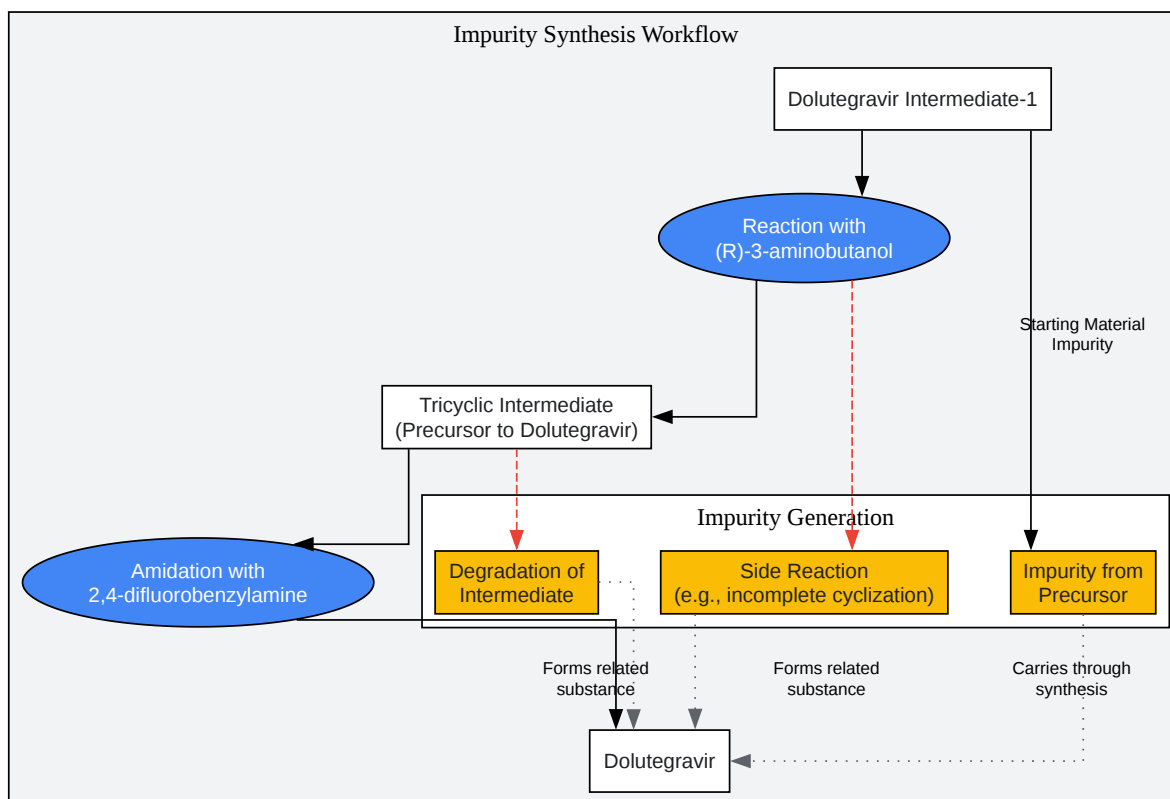 Impurity Synthesis Workflow
Dolutegravir Intermediate-1
Reaction with
(R)-3-aminobutanol
Starting Material
Impurity
Tricyclic Intermediate
(Precursor to Dolutegravir)
Impurity Generation
Amidation with
2,4-difluorobenzylamine
Degradation of
Intermediate
Side Reaction
(e.g., incomplete cyclization)
Impurity from
Precursor
Forms related
substance
Forms related
substance
Carries through
synthesis
Dolutegravir